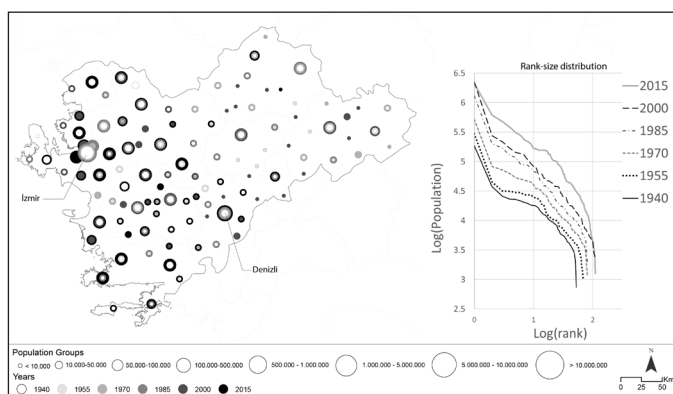 Rank-size distribution
6.5
6
5.5
5
4.5
4
3.5
3
2.5
0
1
2
Log(Population)
Log(rank)
2015
2000
1985
1970
1955
1940
İzmir
Denizli
Population Groups
< 10.000
10.000-50.000
50.000-100.000
100.000-500.000
500.000 - 1.000.000
1.000.000 - 5.000.000
5.000.000 - 10.000.000
> 10.000.000
Years
1940
1955
1970
1985
2000
2015
N
0
25
50
Km